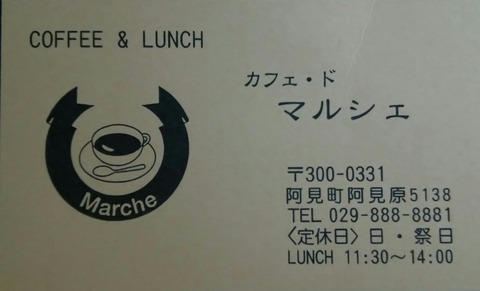 COFFEE & LUNCH
カフェ・ド
マルシェ
Marche
〒300-0331
阿見町阿見原5138
TEL 029-888-8881
〈定休日〉日・祭日
LUNCH 11:30～14:00